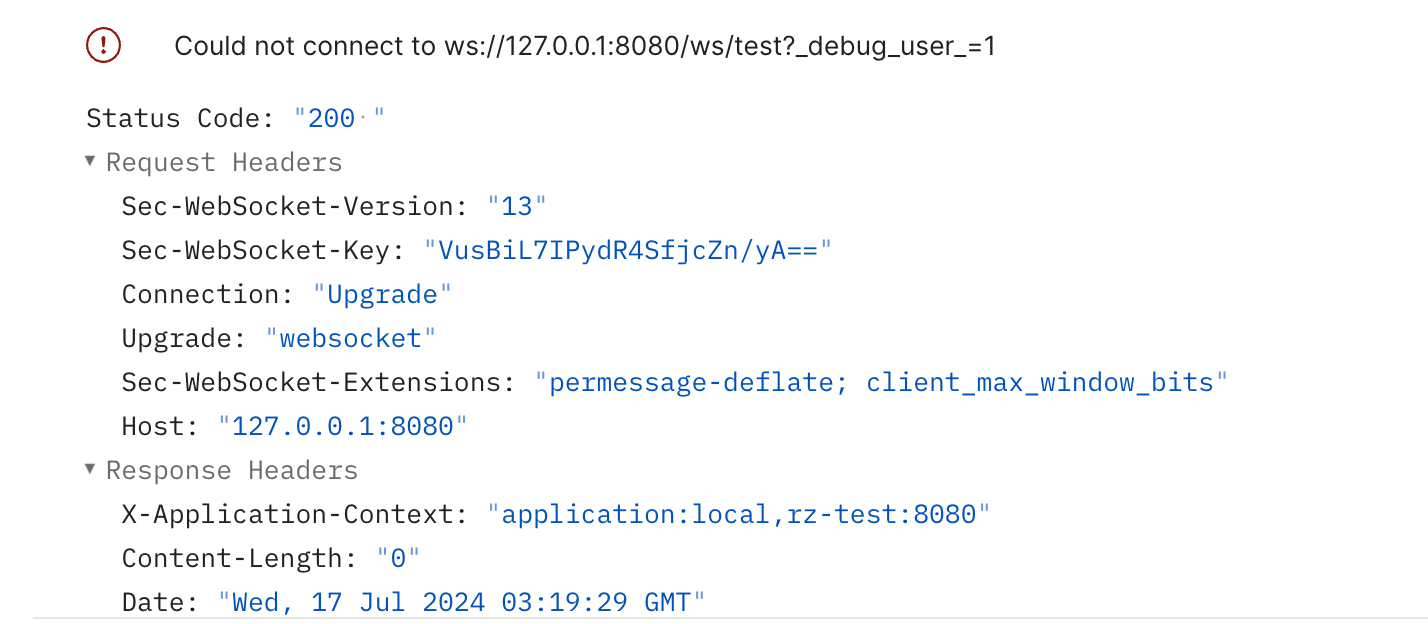 Could not connect to ws://127.0.0.1:8080/ws/test?_debug_user_=1
Status Code: "200 "
Request Headers
Sec-WebSocket-Version: "13"
Sec-WebSocket-Key: "VusBiL7IPydR4SfjcZn/yA=="
Connection: "Upgrade"
Upgrade: "websocket"
Sec-WebSocket-Extensions: "permessage-deflate; client_max_window_bits"
Host: "127.0.0.1:8080"
Response Headers
X-Application-Context: "application:local,rz-test:8080"
Content-Length: "0"
Date: "Wed, 17 Jul 2024 03:19:29 GMT"